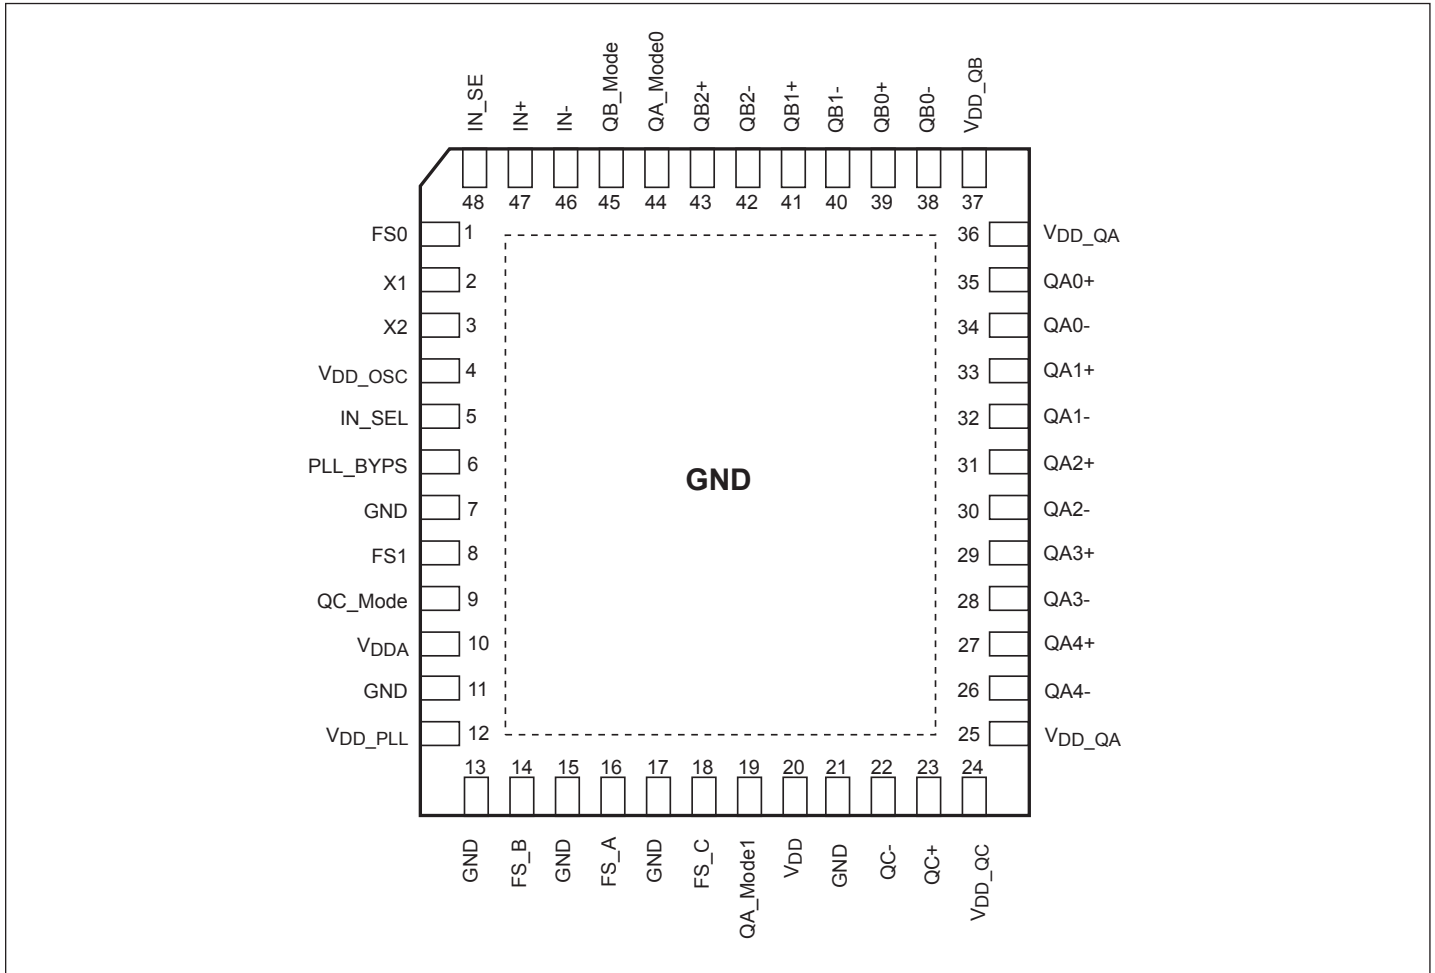 IN_SE
IN+
IN-
QB_Mode
QA_Mode0
QB2+
QB2-
QB1+
QB1-
QB0+
QB0-
VDD_QB
48 47 46 45 44 43 42 41 40 39 38 37
FS0 1 36 VDD_QA
X1 2 35 QA0+
X2 3 34 QA0-
VDD_OSC 4 33 QA1+
IN_SEL 5 32 QA1-
PLL_BYPS 6 31 QA2+
GND
GND 7 30 QA2-
FS1 8 29 QA3+
QC_Mode 9 28 QA3-
VDDA 10 27 QA4+
GND 11 26 QA4-
VDD_PLL 12 25 VDD_QA
13 14 15 16 17 18 19 20 21 22 23 24
GND
FS_B
GND
FS_A
GND
FS_C
QA_Mode1
VDD
GND
QC-
QC+
VDD_QC